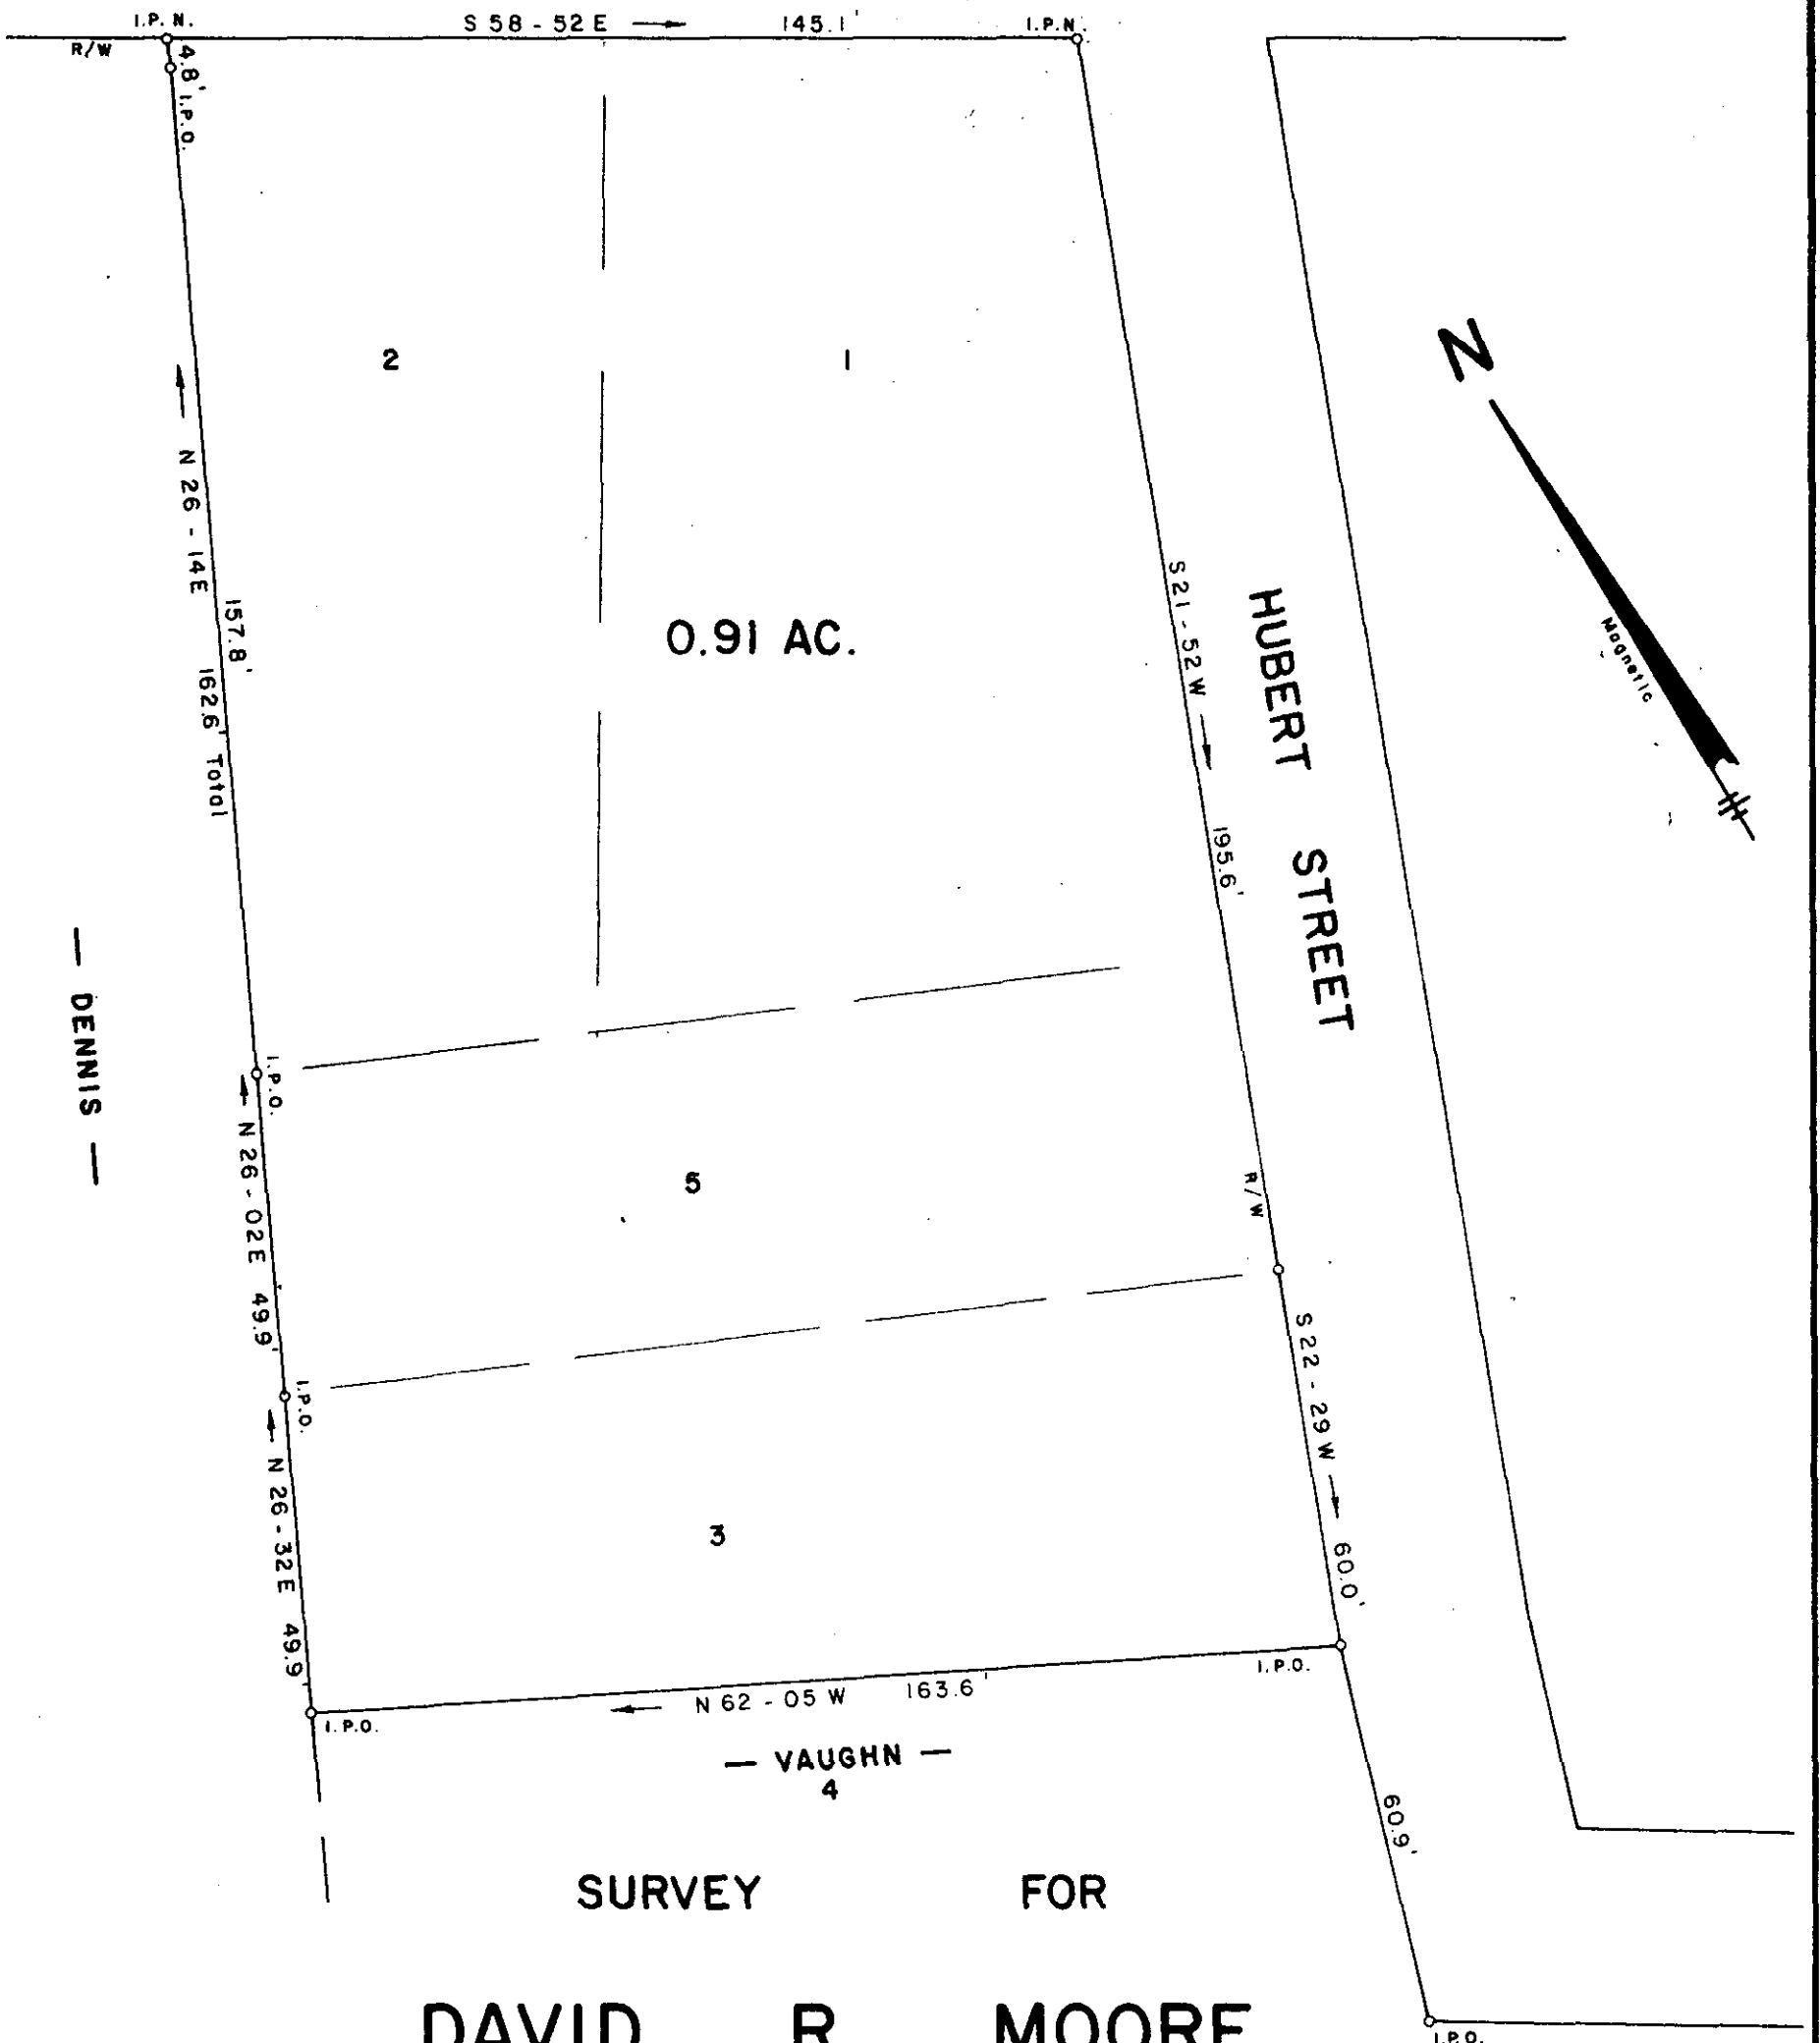 I.P.N.
S 58 - 52 E
145.1'
I.P.N.
R/W
4.8'
I.P.O.
2
1
N
Magnetic
N 26 - 14 E
157.8'
162.6' Total
0.91 AC.
S 21 - 52 W
195.6'
HUBERT STREET
— DENNIS —
I.P.O.
N 26 - 02 E 49.9'
5
R/W
I.P.O.
S 22 - 29 W
60.0'
N 26 - 32 E 49.9'
3
I.P.O.
N 62 - 05 W 163.6'
I.P.O.
— VAUGHN —
4
60.9'
SURVEY FOR
DAVID R MOORE
I.P.O.